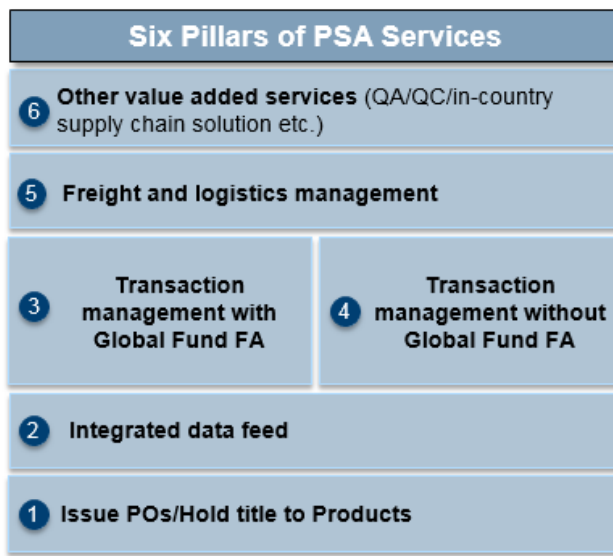 Six Pillars of PSA Services
6 Other value added services (QA/QC/in-country
supply chain solution etc.)
5 Freight and logistics management
3 Transaction
management with
Global Fund FA
4 Transaction
management without
Global Fund FA
2 Integrated data feed
1 Issue POs/Hold title to Products